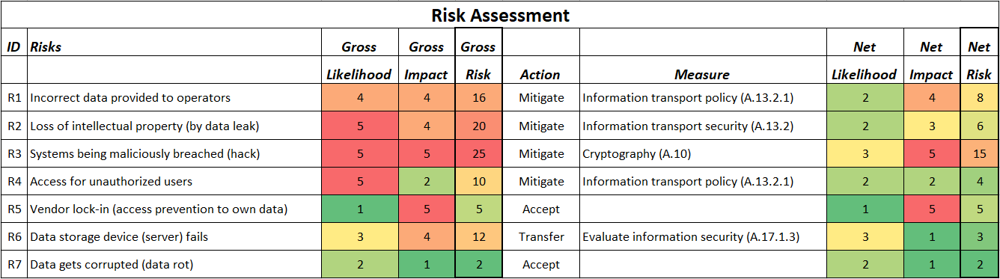 Risk Assessment
ID Risks Gross Gross Gross Net Net Net
Likelihood Impact Risk Action Measure Likelihood Impact Risk
R1 Incorrect data provided to operators 4 4 16 Mitigate Information transport policy (A.13.2.1) 2 4 8
R2 Loss of intellectual property (by data leak) 5 4 20 Mitigate Information transport security (A.13.2) 2 3 6
R3 Systems being maliciously breached (hack) 5 5 25 Mitigate Cryptography (A.10) 3 5 15
R4 Access for unauthorized users 5 2 10 Mitigate Information transport policy (A.13.2.1) 2 2 4
R5 Vendor lock-in (access prevention to own data) 1 5 5 Accept 1 5 5
R6 Data storage device (server) fails 3 4 12 Transfer Evaluate information security (A.17.1.3) 3 1 3
R7 Data gets corrupted (data rot) 2 1 2 Accept 2 1 2